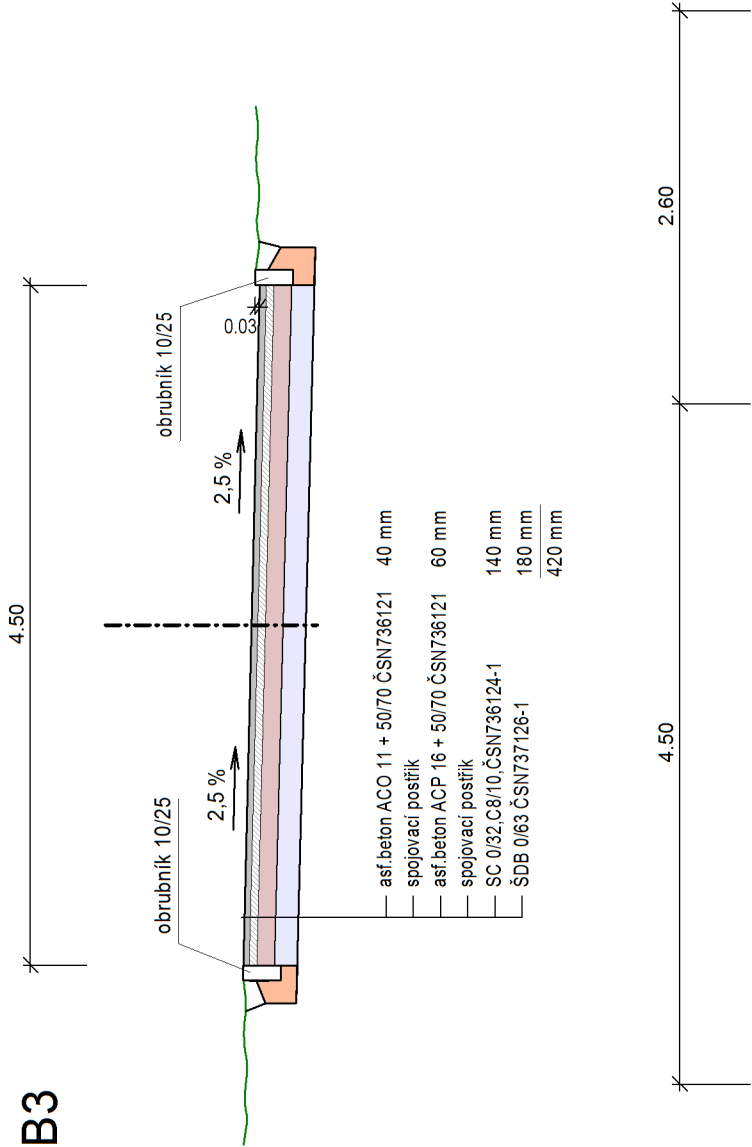 B3
4.50
obrubník 10/25
obrubník 10/25
2,5 %
2,5 %
0.03
asf.beton ACO 11 + 50/70 ČSN736121 40 mm
spojovací postřik
asf.beton ACP 16 + 50/70 ČSN736121 60 mm
spojovací postřik
SC 0/32,C8/10,ČSN736124-1 140 mm
ŠDB 0/63 ČSN737126-1 180 mm
420 mm
4.50
2.60